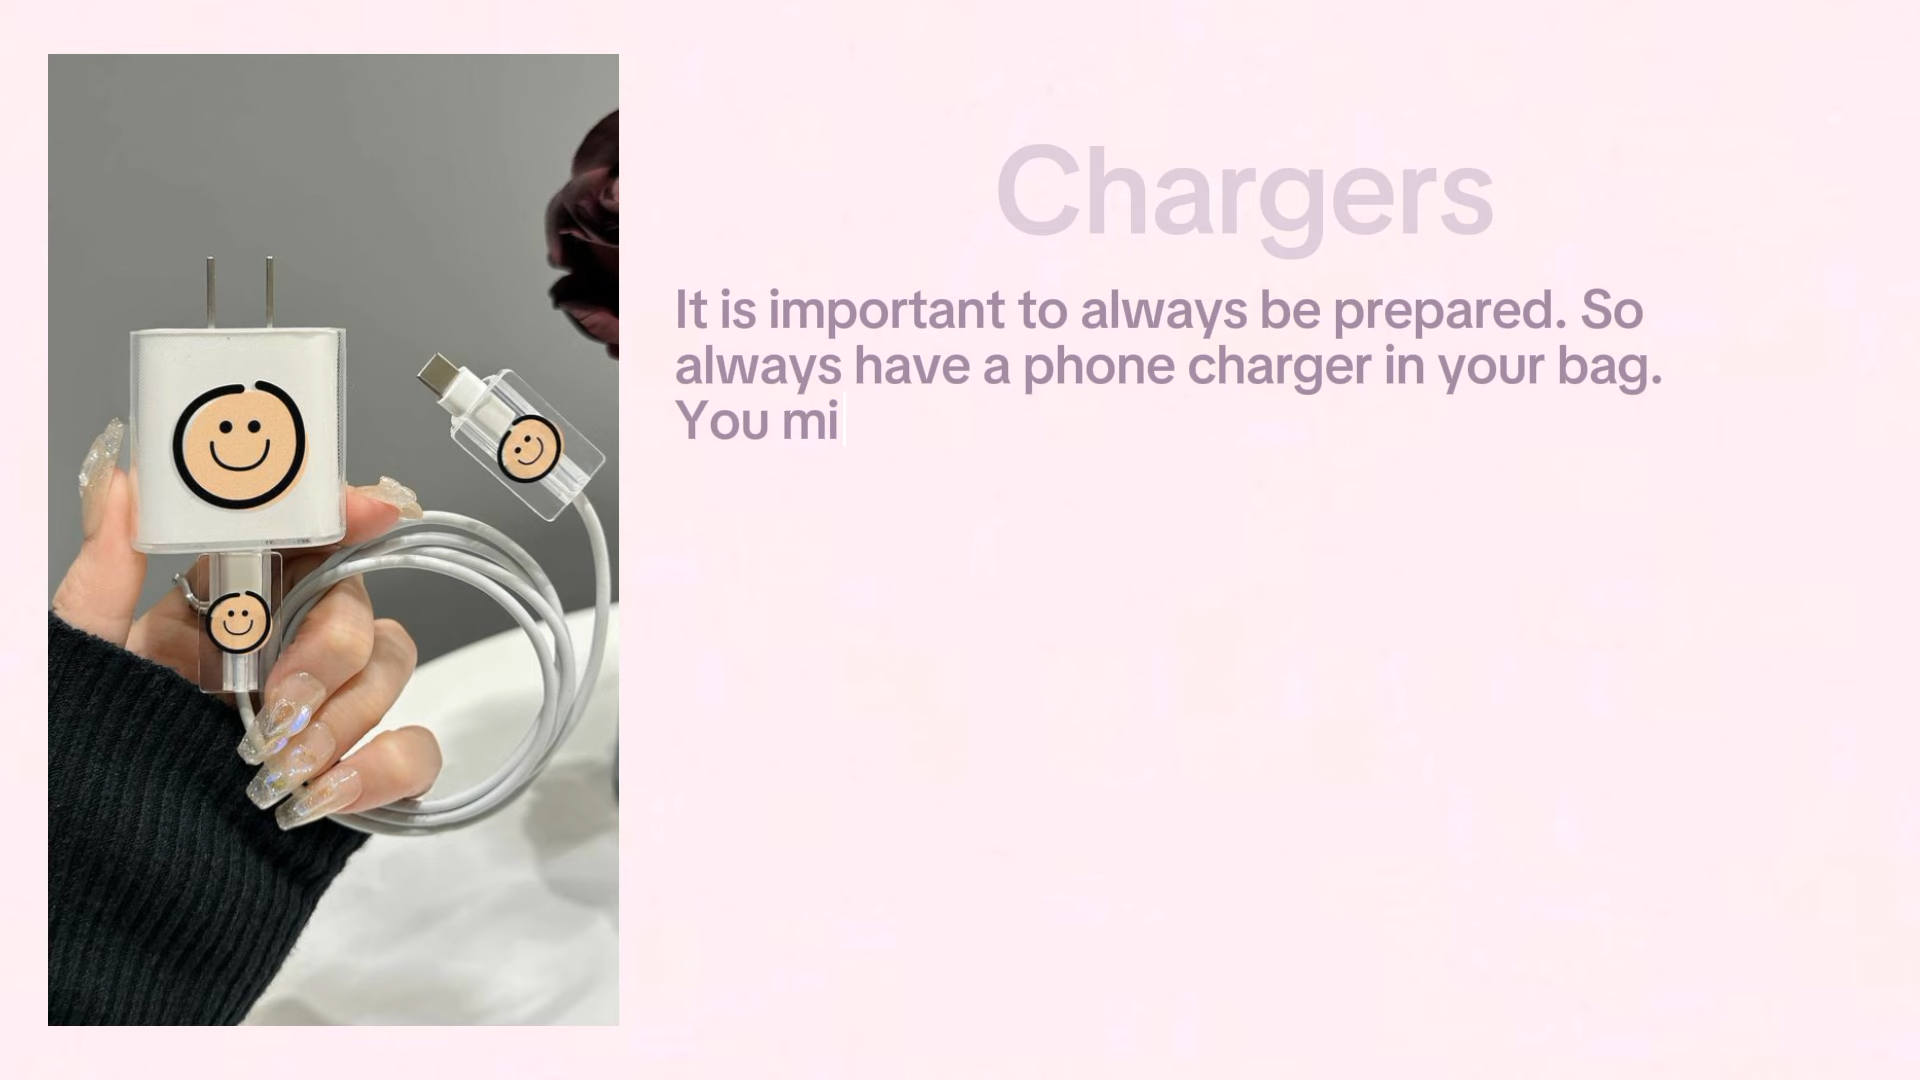 Chargers
It is important to always be prepared. So
always have a phone charger in your bag.
You mi